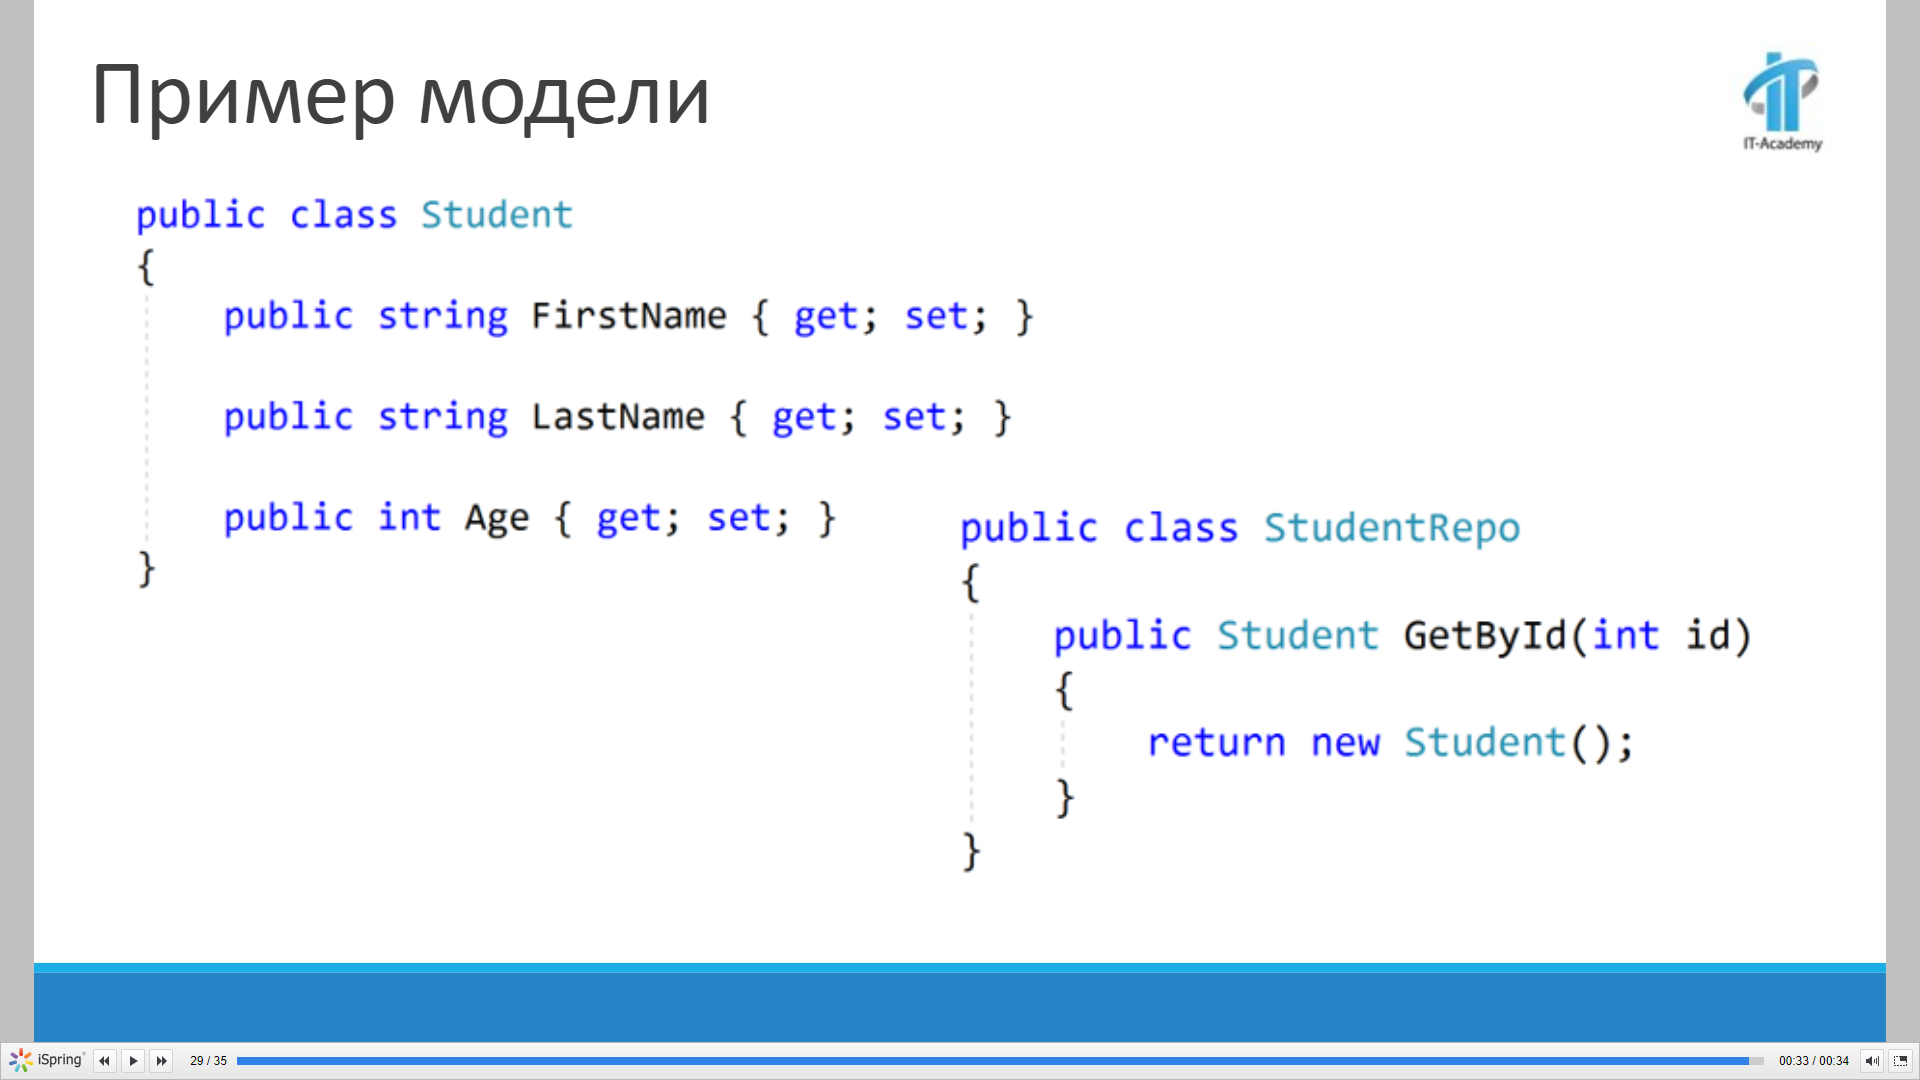 Пример модели
IT-Academy
public class Student
{
public string FirstName { get; set; }
public string LastName { get; set; }
public int Age { get; set; }
}
public class StudentRepo
{
public Student GetById(int id)
{
return new Student();
}
}
iSpring
29 / 35
00:33 / 00:34